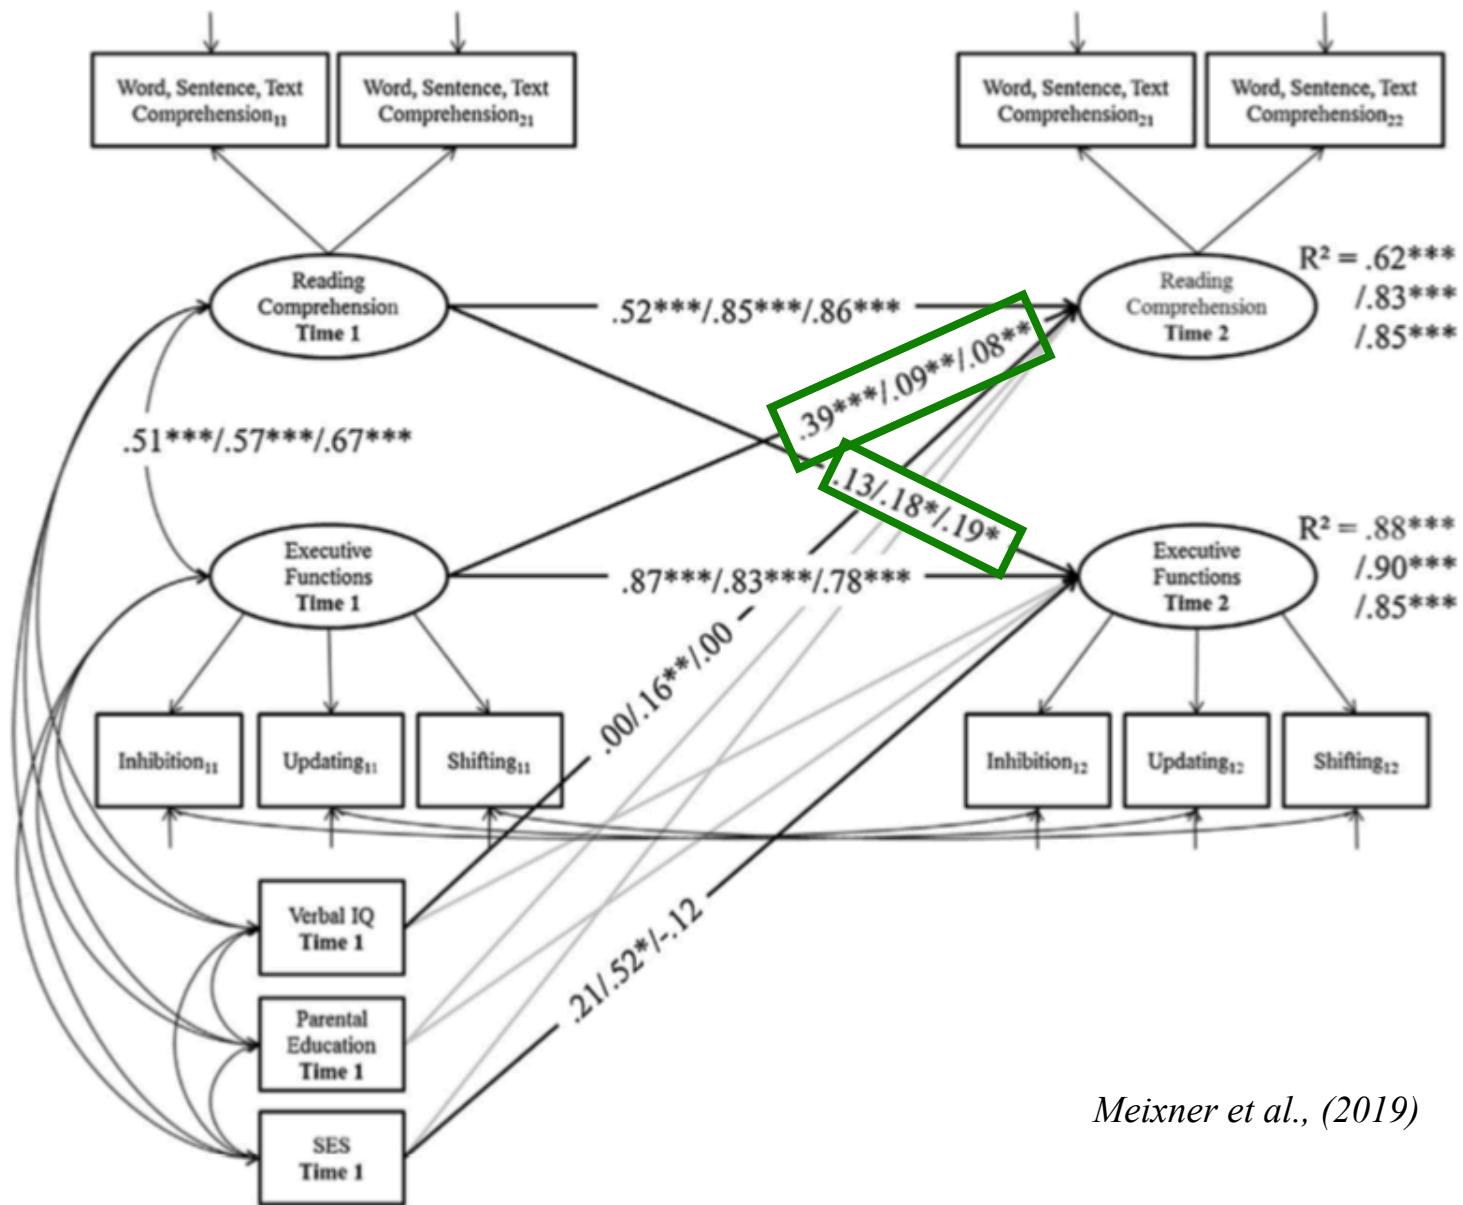 Word, Sentence, Text
Comprehension₁₁
Word, Sentence, Text
Comprehension₂₁
Word, Sentence, Text
Comprehension₂₁
Word, Sentence, Text
Comprehension₂₂
Reading
Comprehension
Time 1
.52***/.85***/.86***
Reading
Comprehension
Time 2
R² = .62***
/.83***
/.85***
.39***/.09**/.08**
.51***/.57***/.67***
.13/.18*/.19*
Executive
Functions
Time 1
.87***/.83***/.78***
Executive
Functions
Time 2
R² = .88***
/.90***
/.85***
.00/.16**/.00
Inhibition₁₁
Updating₁₁
Shifting₁₁
Inhibition₁₂
Updating₁₂
Shifting₁₂
Verbal IQ
Time 1
.21/.52*/-.12
Parental
Education
Time 1
SES
Time 1
Meixner et al., (2019)